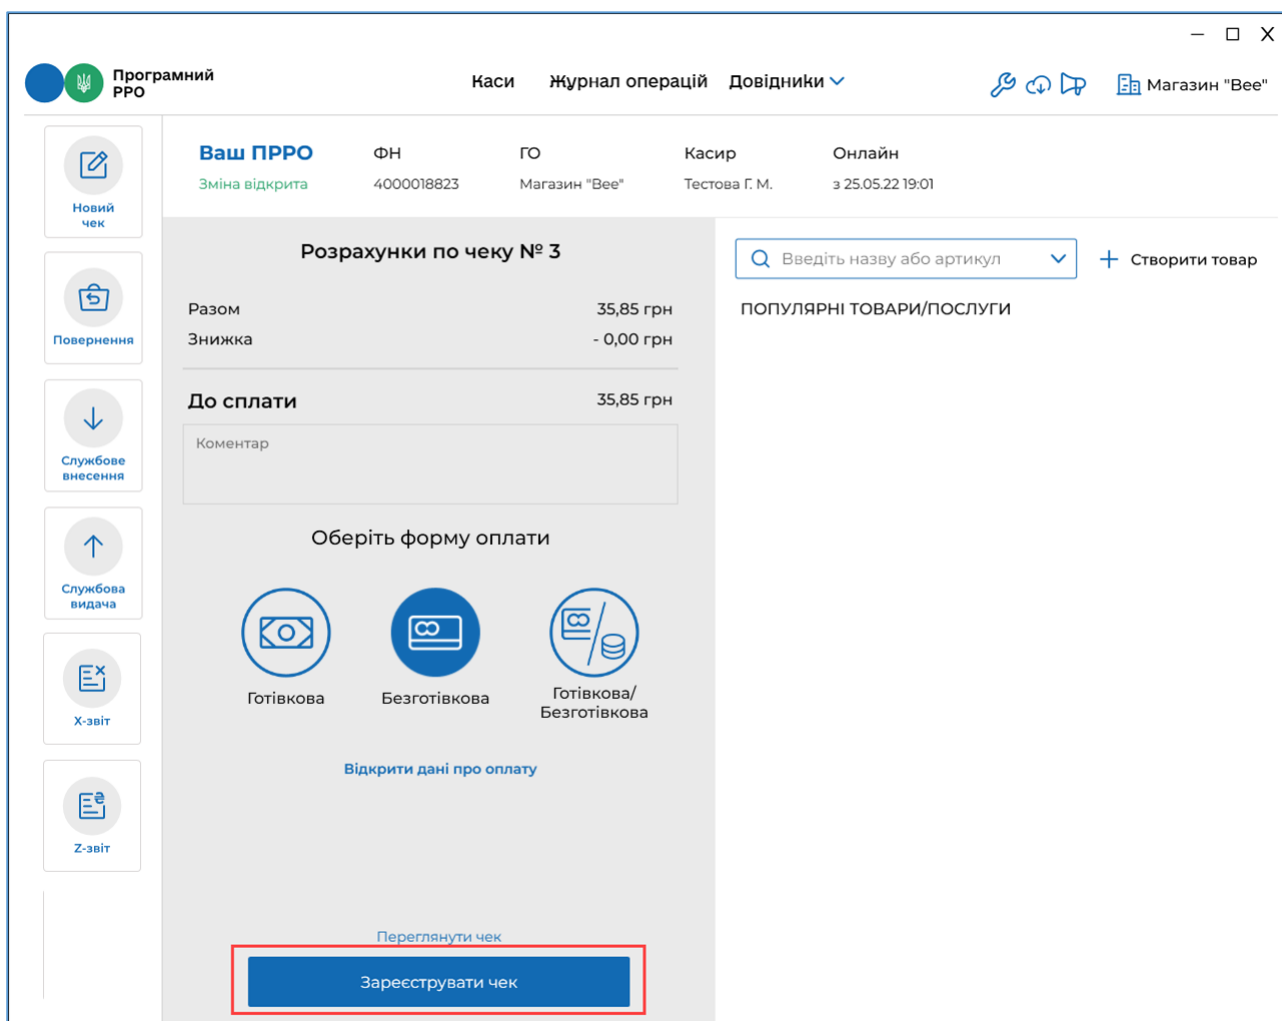 Програмний
РРО
Каси
Журнал операцій
Довідники
Магазин "Bee"
Новий
чек
Повернення
Службове
внесення
Службова
видача
Х-звіт
Z-звіт
Ваш ПРРО
Зміна відкрита
ФН
4000018823
ГО
Магазин "Bee"
Касир
Тестова Г. М.
Онлайн
з 25.05.22 19:01
Розрахунки по чеку № 3
Разом 35,85 грн
Знижка - 0,00 грн
До сплати 35,85 грн
Коментар
Оберіть форму оплати
Готівкова
Безготівкова
Готівкова/
Безготівкова
Відкрити дані про оплату
Переглянути чек
Зареєструвати чек
Введіть назву або артикул
Створити товар
ПОПУЛЯРНІ ТОВАРИ/ПОСЛУГИ